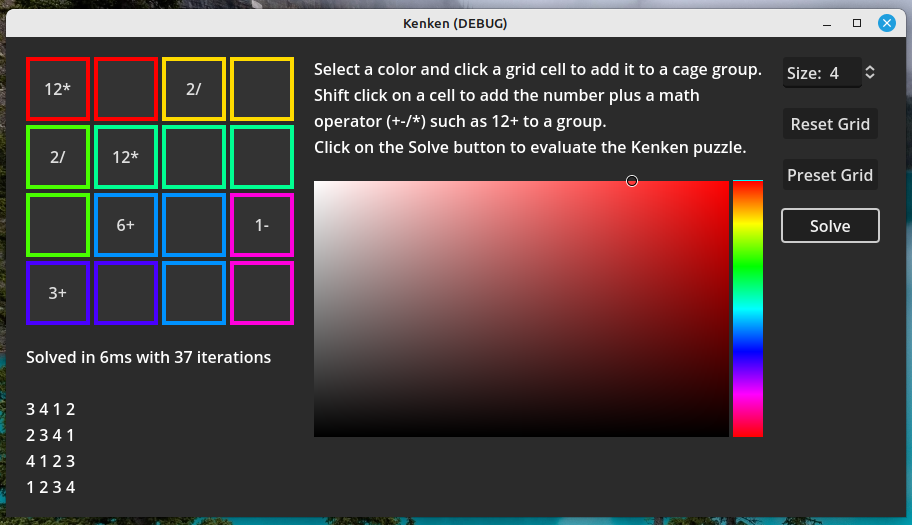 Kenken (DEBUG)
12* 2/
2/ 12*
6+ 1-
3+
Solved in 6ms with 37 iterations
3 4 1 2
2 3 4 1
4 1 2 3
1 2 3 4
Select a color and click a grid cell to add it to a cage group.
Shift click on a cell to add the number plus a math
operator (+-/*) such as 12+ to a group.
Click on the Solve button to evaluate the Kenken puzzle.
Size: 4
Reset Grid
Preset Grid
Solve